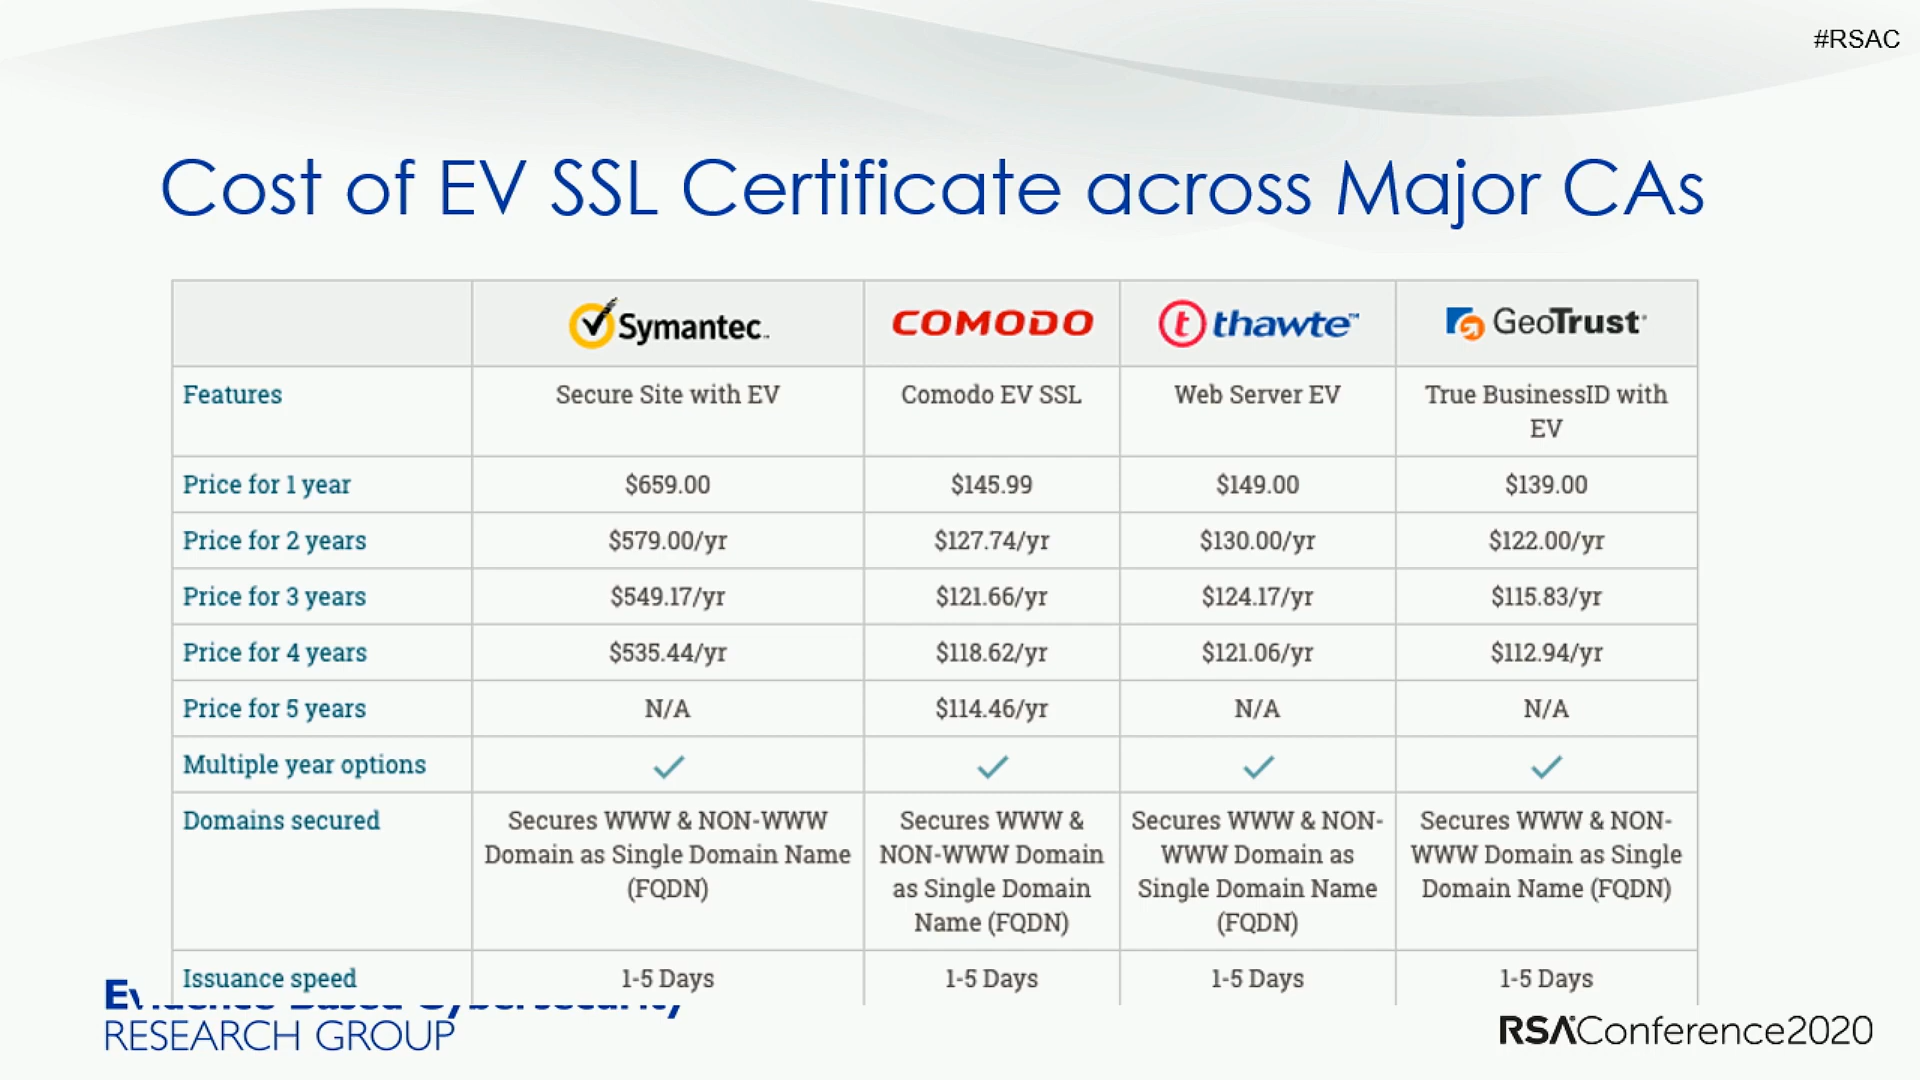 #RSAC
Cost of EV SSL Certificate across Major CAs
Symantec™ COMODO thawte™ GeoTrust
Features Secure Site with EV Comodo EV SSL Web Server EV True BusinessID with
EV
Price for 1 year $659.00 $145.99 $149.00 $139.00
Price for 2 years $579.00/yr $127.74/yr $130.00/yr $122.00/yr
Price for 3 years $549.17/yr $121.66/yr $124.17/yr $115.83/yr
Price for 4 years $535.44/yr $118.62/yr $121.06/yr $112.94/yr
Price for 5 years N/A $114.46/yr N/A N/A
Multiple year options ✓ ✓ ✓ ✓
Domains secured Secures WWW & NON-WWW Secures WWW & Secures WWW & NON- Secures WWW & NON-
Domain as Single Domain Name NON-WWW Domain WWW Domain as WWW Domain as Single
(FQDN) as Single Domain Single Domain Name Domain Name (FQDN)
Name (FQDN) (FQDN)
Issuance speed 1-5 Days 1-5 Days 1-5 Days 1-5 Days
Evidence Based Cybersecurity
RESEARCH GROUP
RSAConference2020